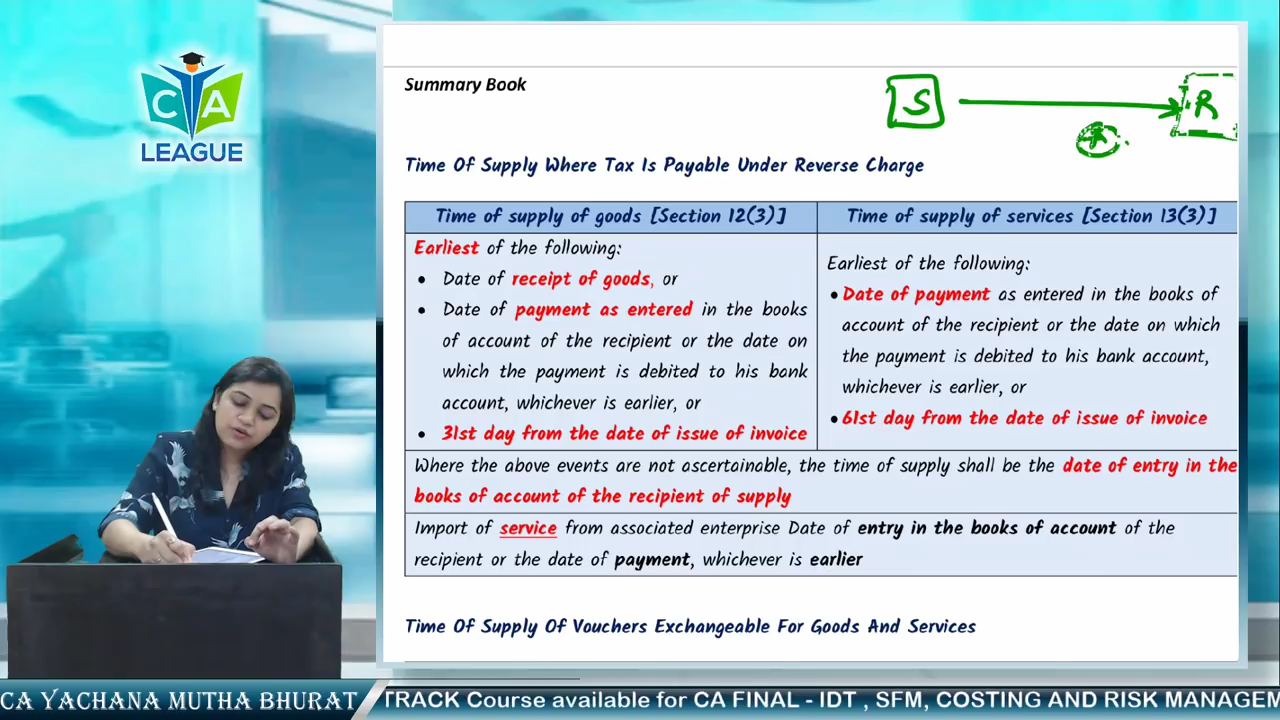 CA
LEAGUE
Summary Book
S
R
Time Of Supply Where Tax Is Payable Under Reverse Charge
Time of supply of goods [Section 12(3)]
Earliest of the following:
• Date of receipt of goods, or
• Date of payment as entered in the books
of account of the recipient or the date on
which the payment is debited to his bank
account, whichever is earlier, or
• 31st day from the date of issue of invoice
Time of supply of services [Section 13(3)]
Earliest of the following:
• Date of payment as entered in the books of
account of the recipient or the date on which
the payment is debited to his bank account,
whichever is earlier, or
• 61st day from the date of issue of invoice
Where the above events are not ascertainable, the time of supply shall be the date of entry in the
books of account of the recipient of supply
Import of service from associated enterprise Date of entry in the books of account of the
recipient or the date of payment, whichever is earlier
Time Of Supply Of Vouchers Exchangeable For Goods And Services
CA YACHANA MUTHA BHURAT
TRACK Course available for CA FINAL - IDT , SFM, COSTING AND RISK MANAGEM